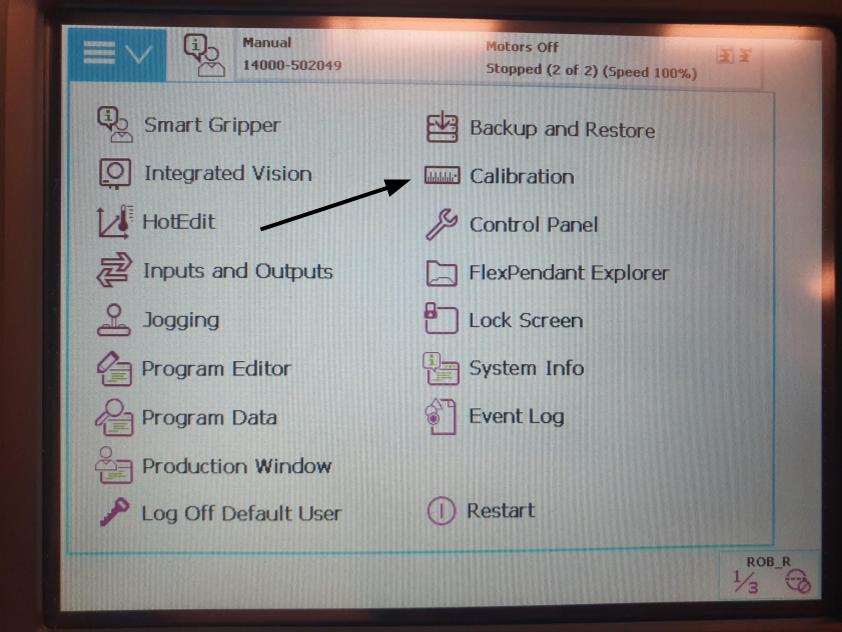 Manual
14000-502049
Motors Off
Stopped (2 of 2) (Speed 100%)
Smart Gripper
Integrated Vision
HotEdit
Inputs and Outputs
Jogging
Program Editor
Program Data
Production Window
Log Off Default User
Backup and Restore
Calibration
Control Panel
FlexPendant Explorer
Lock Screen
System Info
Event Log
Restart
ROB_R
1/3